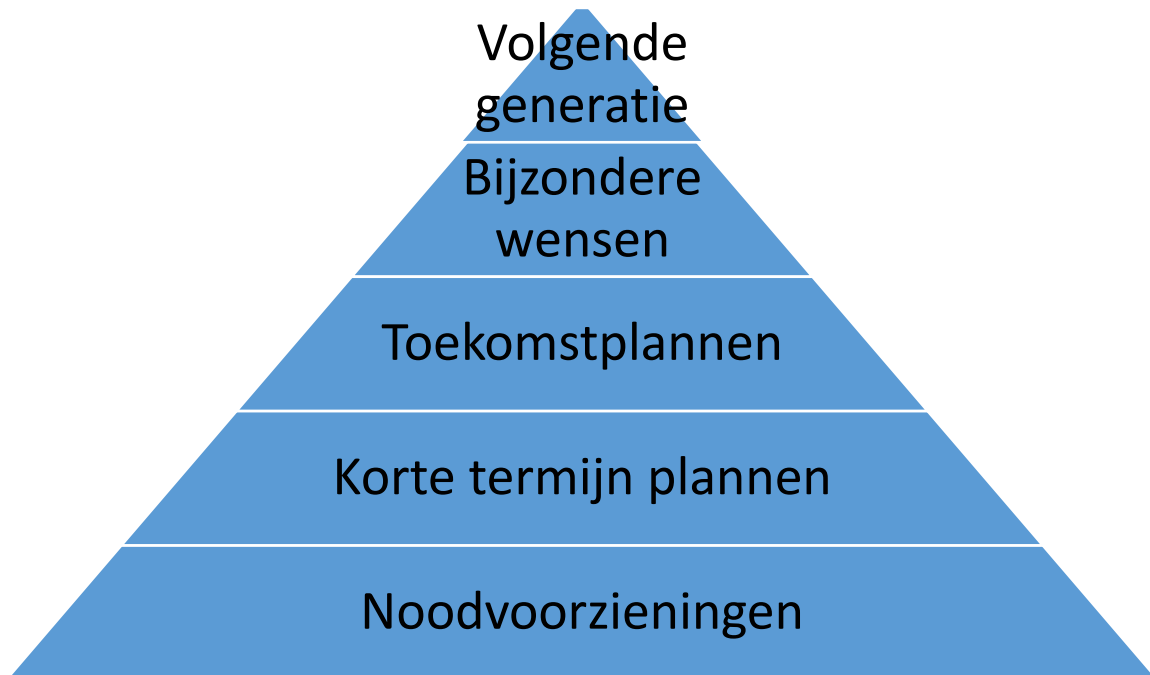 Volgende
generatie
Bijzondere
wensen
Toekomstplannen
Korte termijn plannen
Noodvoorzieningen